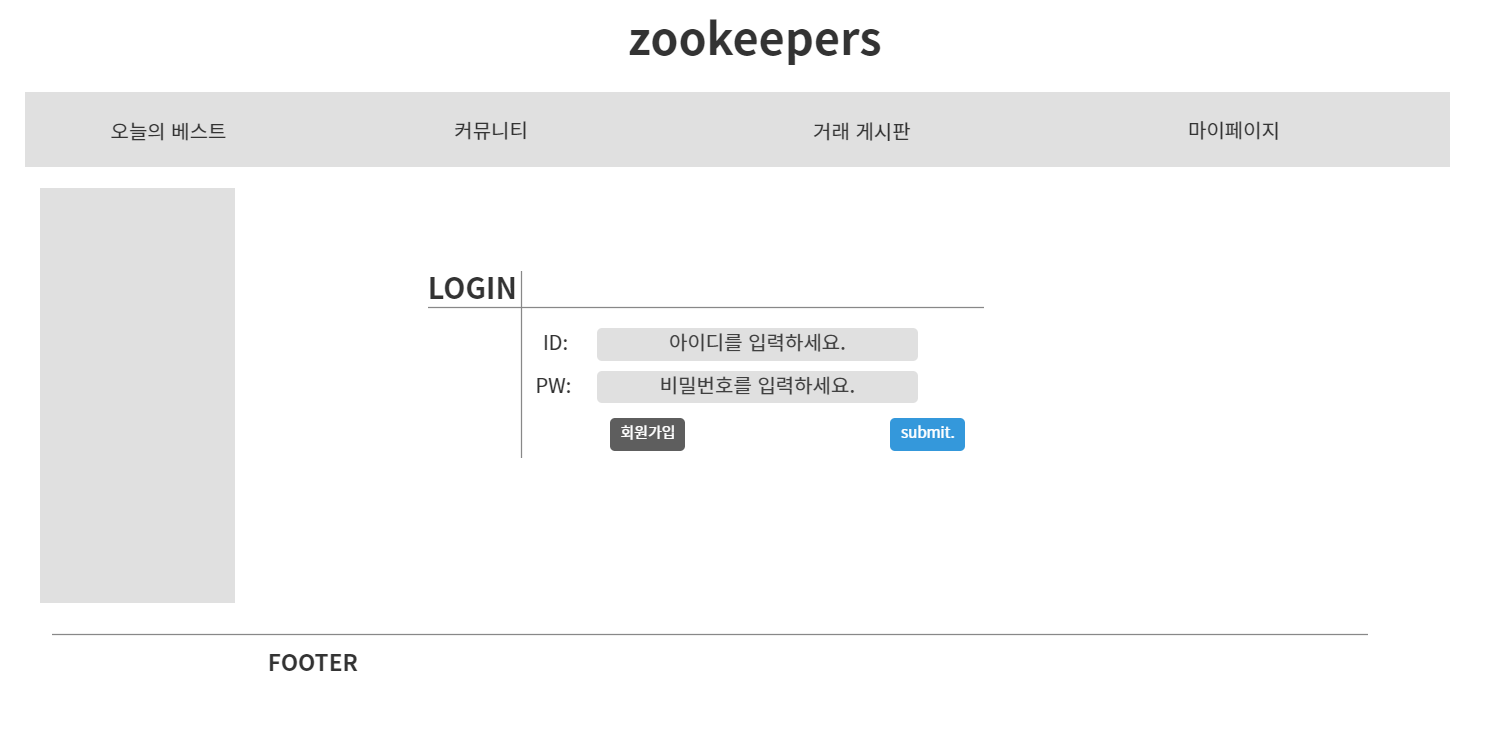 zookeepers
오늘의 베스트 커뮤니티 거래 게시판 마이페이지
LOGIN
ID: 아이디를 입력하세요.
PW: 비밀번호를 입력하세요.
회원가입 submit.
FOOTER